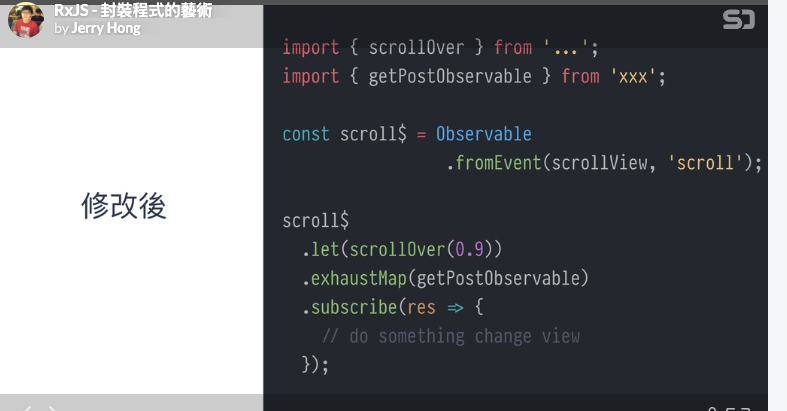 RxJS - 封裝程式的藝術
by Jerry Hong
import { scrollOver } from '...';
import { getPostObservable } from 'xxx';
const scroll$ = Observable
.fromEvent(scrollView, 'scroll');
修改後
scroll$
.let(scrollOver(0.9))
.exhaustMap(getPostObservable)
.subscribe(res => {
// do something change view
});